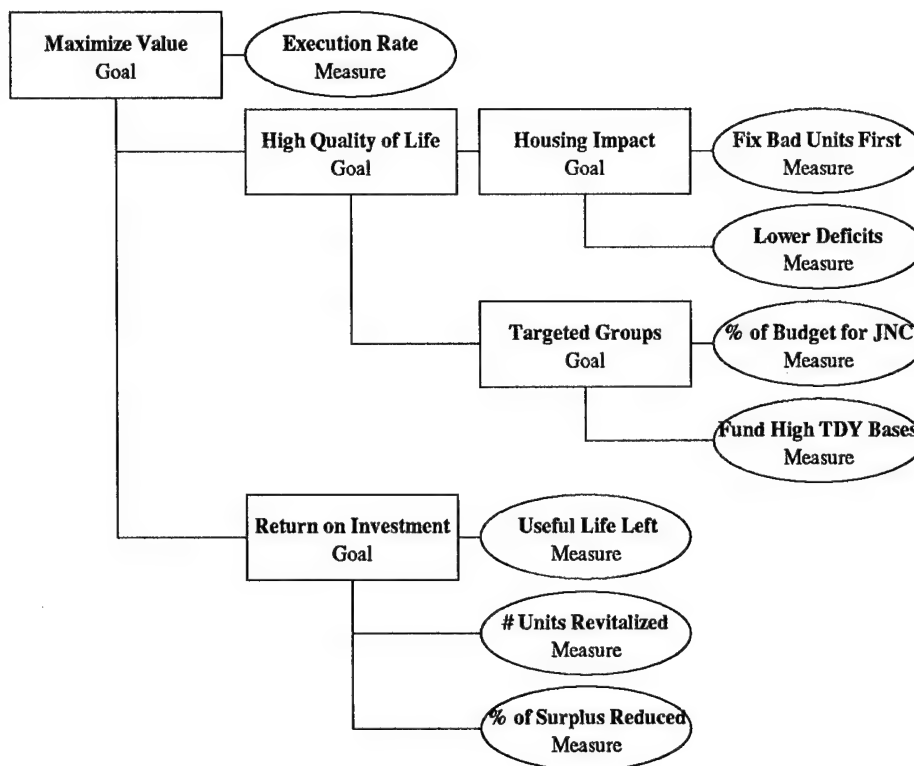 Maximize Value
Goal
Execution Rate
Measure
High Quality of Life
Goal
Housing Impact
Goal
Fix Bad Units First
Measure
Lower Deficits
Measure
Targeted Groups
Goal
% of Budget for JNC
Measure
Fund High TDY Bases
Measure
Return on Investment
Goal
Useful Life Left
Measure
# Units Revitalized
Measure
% of Surplus Reduced
Measure